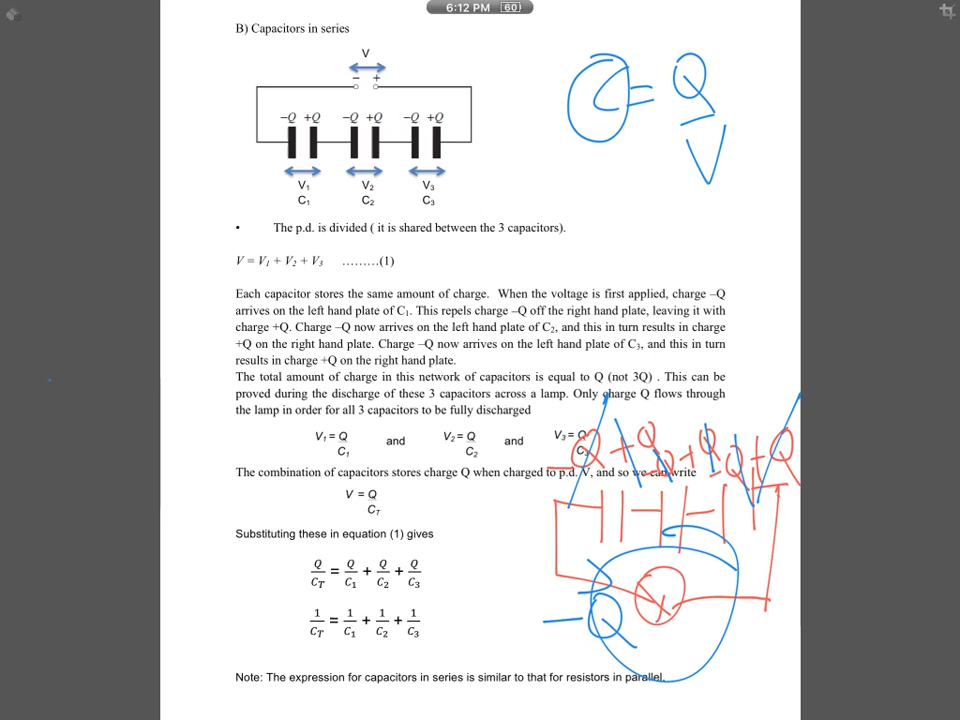 6:12 PM 60
B) Capacitors in series
V
− +
−Q +Q −Q +Q −Q +Q
V₁ V₂ V₃
C₁ C₂ C₃
C = Q
V
• The p.d. is divided ( it is shared between the 3 capacitors).
V = V₁ + V₂ + V₃ ………(1)
Each capacitor stores the same amount of charge. When the voltage is first applied, charge –Q
arrives on the left hand plate of C₁. This repels charge –Q off the right hand plate, leaving it with
charge +Q. Charge –Q now arrives on the left hand plate of C₂, and this in turn results in charge
+Q on the right hand plate. Charge –Q now arrives on the left hand plate of C₃, and this in turn
results in charge +Q on the right hand plate.
The total amount of charge in this network of capacitors is equal to Q (not 3Q) . This can be
proved during the discharge of these 3 capacitors across a lamp. Only charge Q flows through
the lamp in order for all 3 capacitors to be fully discharged
V₁ = Q and V₂ = Q and V₃ = Q
C₁ C₂ C₃
−Q +Q −Q +Q −Q +Q
The combination of capacitors stores charge Q when charged to p.d. V, and so we can write
V = Q
C_T
Substituting these in equation (1) gives
Q Q Q Q
C_T = C₁ + C₂ + C₃
1 1 1 1
C_T = C₁ + C₂ + C₃
−Q
Note: The expression for capacitors in series is similar to that for resistors in parallel.